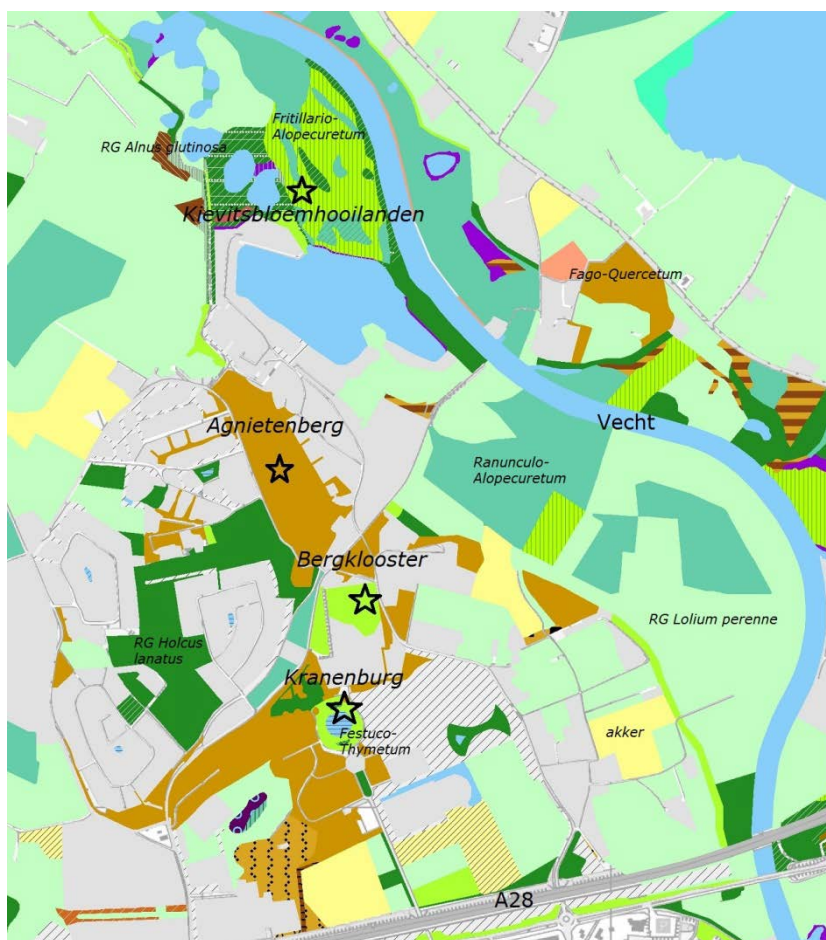 Fritillario-
Alopecuretum
RG Alnus glutinosa
Kievitsbloemhooilanden
Fago-Quercetum
Agnietenberg
Vecht
Ranunculo-
Alopecuretum
Bergklooster
RG Holcus
lanatus
RG Lolium perenne
Kranenburg
Festuco-
Thymetum
akker
A28